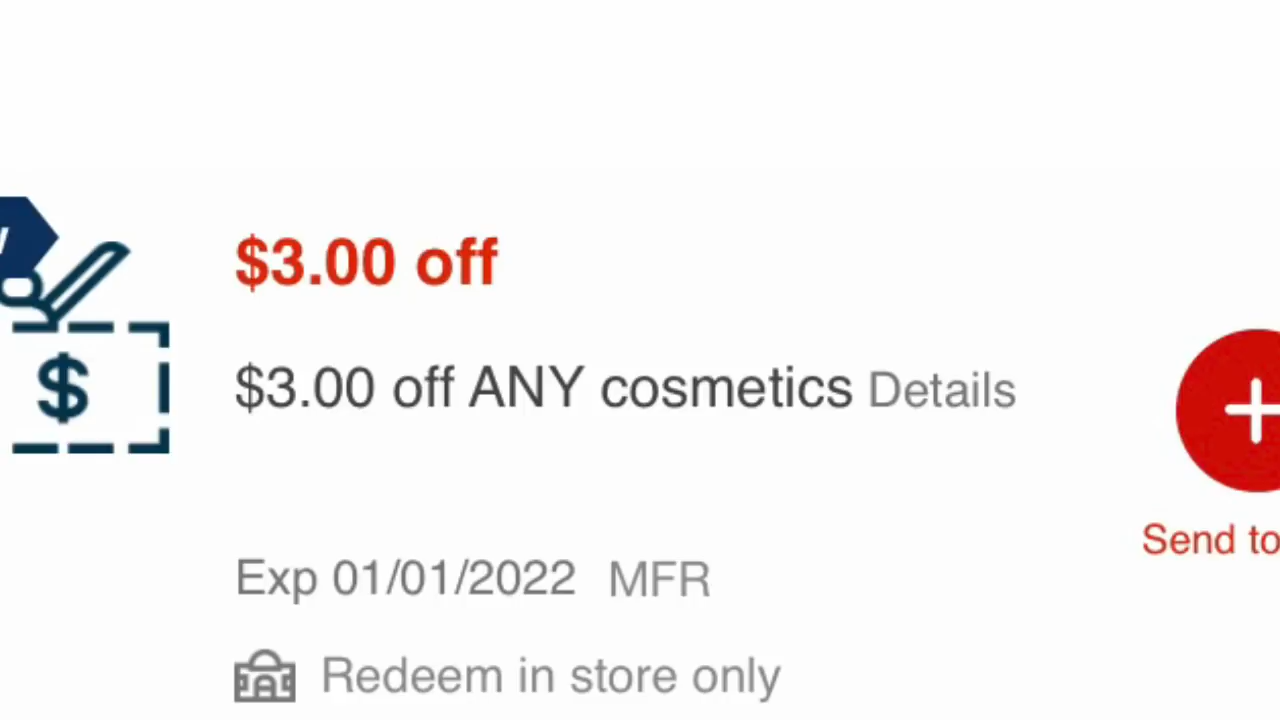 $3.00 off
$
$3.00 off ANY cosmetics Details
Send to
Exp 01/01/2022 MFR
Redeem in store only